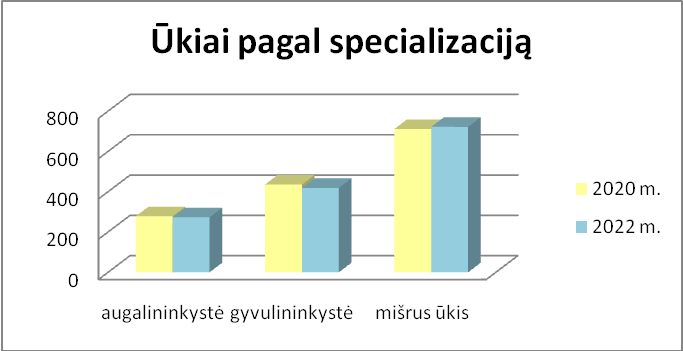 Ūkiai pagal specializaciją
800
600
400
200
0
augalininkystė gyvulininkystė mišrus ūkis
2020 m.
2022 m.